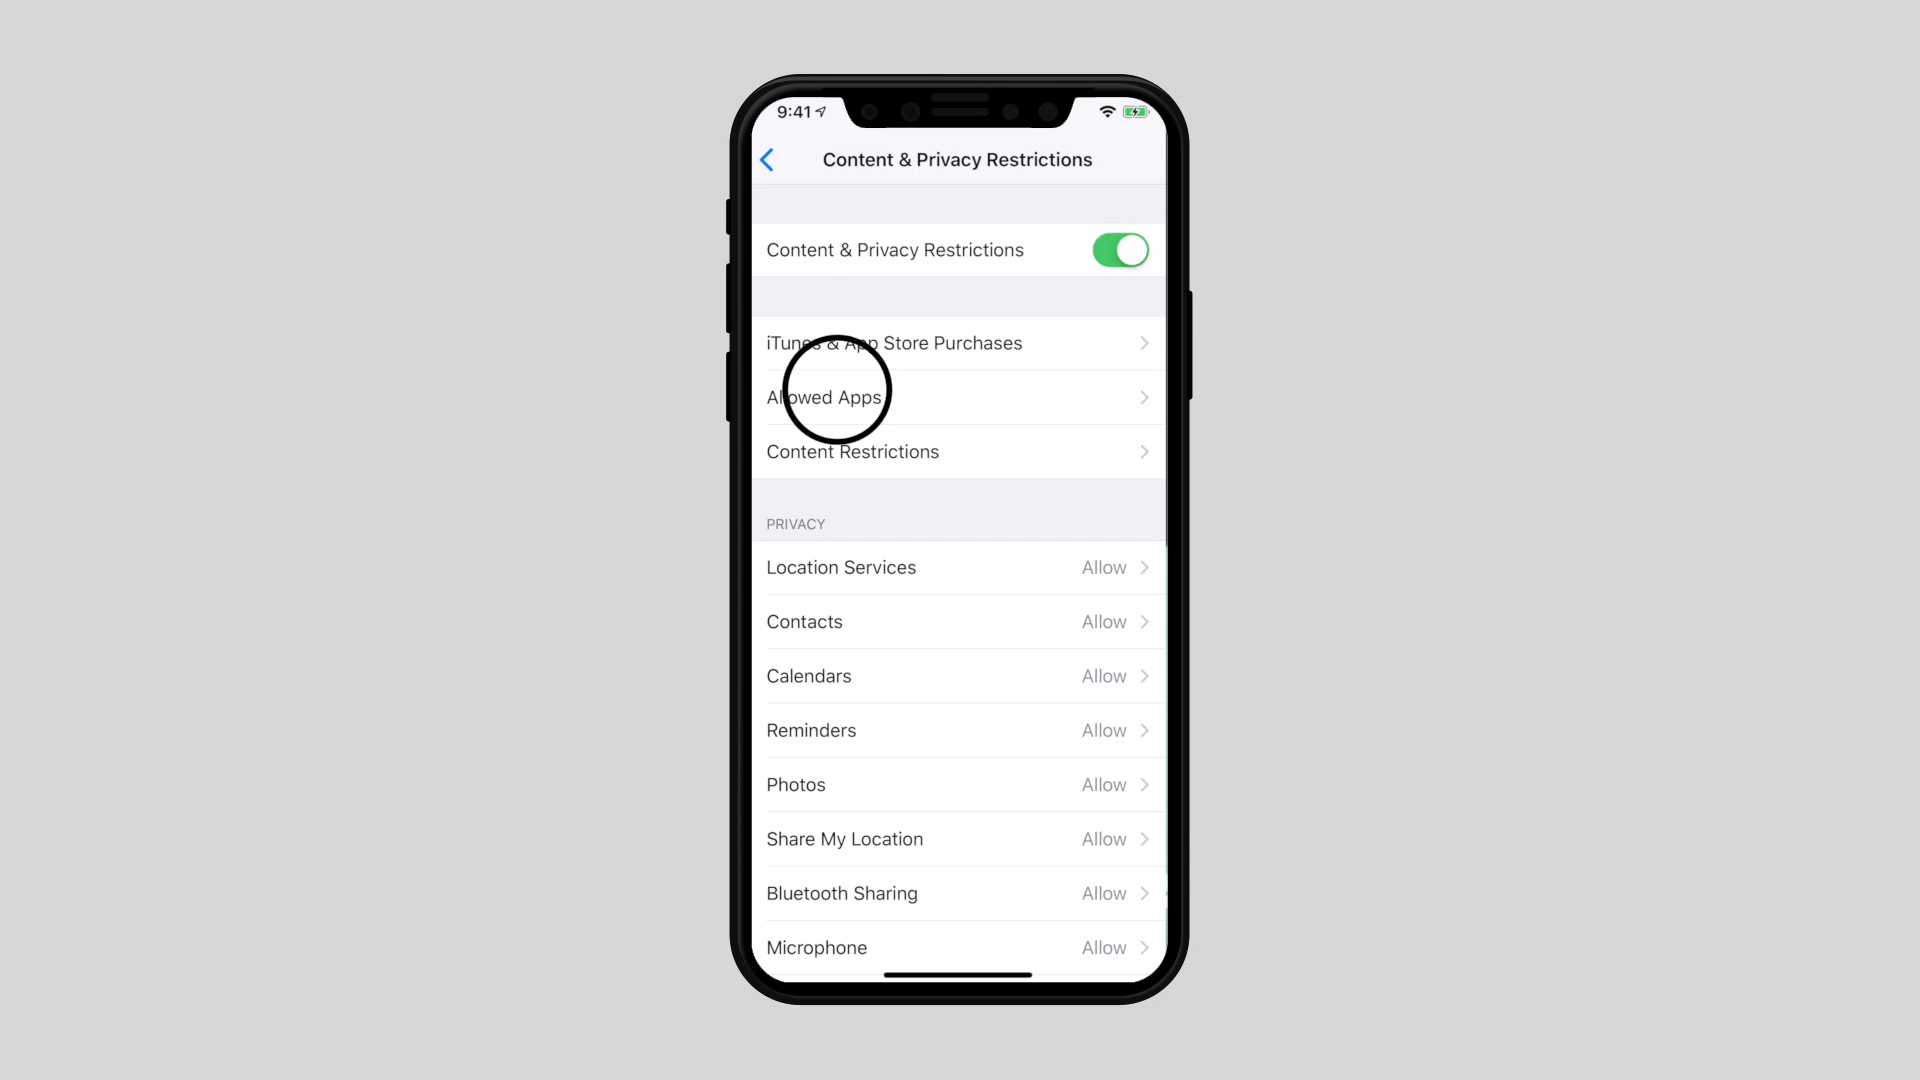 9:41
Content & Privacy Restrictions
Content & Privacy Restrictions
iTunes & App Store Purchases
Allowed Apps
Content Restrictions
PRIVACY
Location Services Allow
Contacts Allow
Calendars Allow
Reminders Allow
Photos Allow
Share My Location Allow
Bluetooth Sharing Allow
Microphone Allow